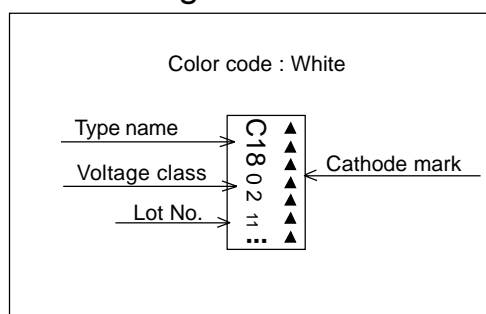 Color code : White
Type name
Voltage class
Lot No.
C18 02 11
Cathode mark